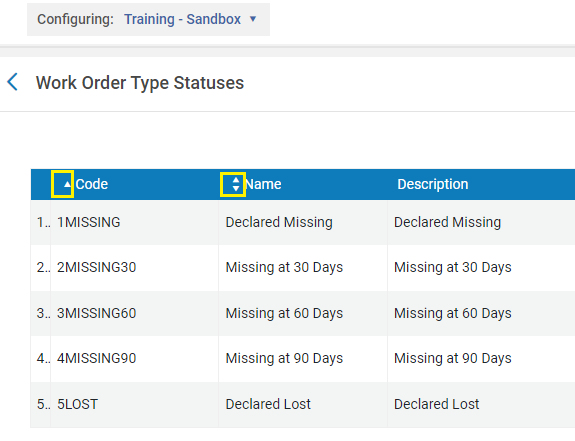 Configuring: Training - Sandbox
Work Order Type Statuses
Code Name Description
1.. 1MISSING Declared Missing Declared Missing
2.. 2MISSING30 Missing at 30 Days Missing at 30 Days
3.. 3MISSING60 Missing at 60 Days Missing at 60 Days
4.. 4MISSING90 Missing at 90 Days Missing at 90 Days
5.. 5LOST Declared Lost Declared Lost